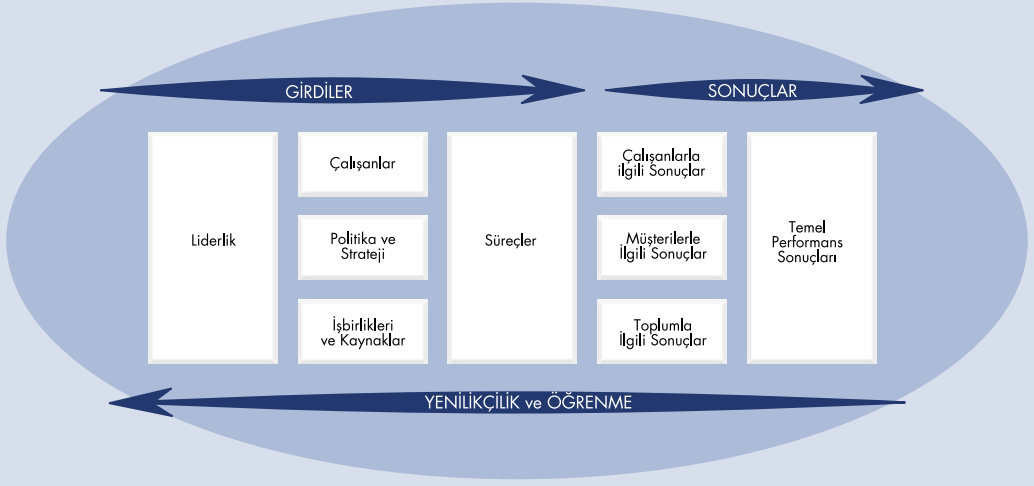 GİRDİLER
SONUÇLAR
Liderlik
Çalışanlar
Politika ve
Strateji
İşbirlikleri
ve Kaynaklar
Süreçler
Çalışanlarla
ilgili Sonuçlar
Müşterilerle
İlgili Sonuçlar
Toplumla
İlgili Sonuçlar
Temel
Performans
Sonuçları
YENİLİKÇİLİK ve ÖĞRENME